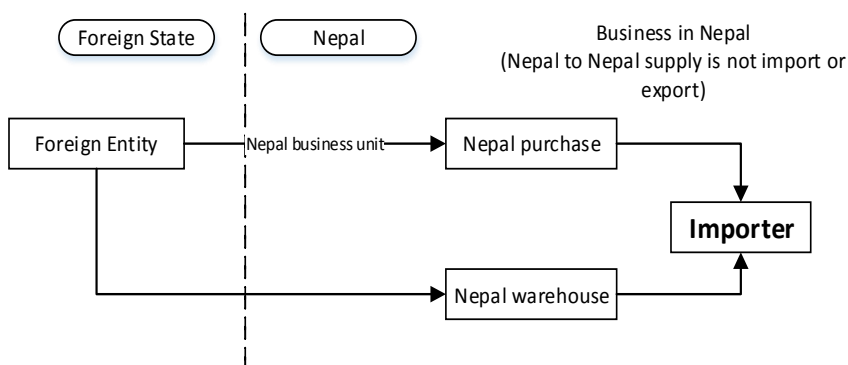 Foreign State
Nepal
Business in Nepal
(Nepal to Nepal supply is not import or
export)
Foreign Entity
Nepal business unit
Nepal purchase
Importer
Nepal warehouse